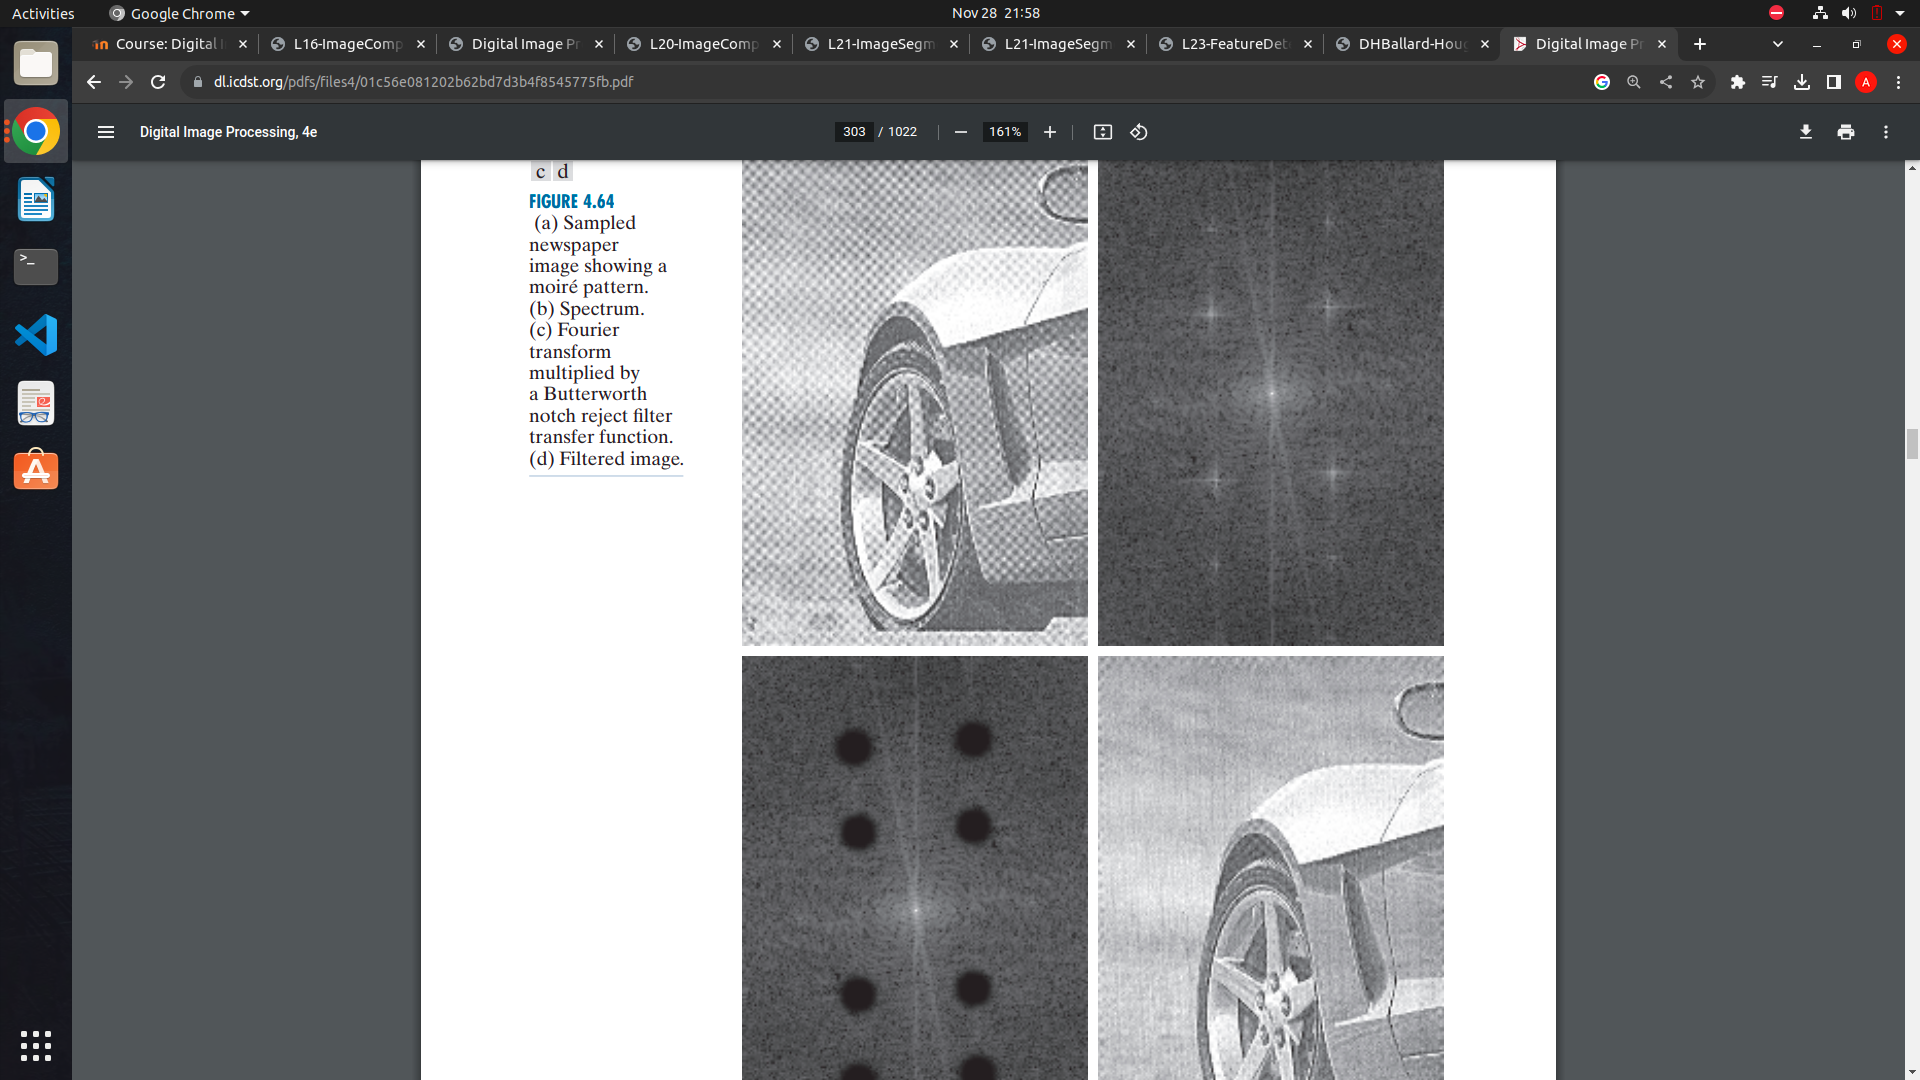 Activities
Google Chrome
Nov 28 21:58
Course: Digital I
L16-ImageComp
Digital Image Pr
L20-ImageComp
L21-ImageSegm
L21-ImageSegm
L23-FeatureDet
DHBallard-Houg
Digital Image Pr
dl.icdst.org/pdfs/files4/01c56e081202b62bd7d3b4f8545775fb.pdf
A
Digital Image Processing, 4e
303 / 1022
161%
c d
FIGURE 4.64
(a) Sampled
newspaper
image showing a
moiré pattern.
(b) Spectrum.
(c) Fourier
transform
multiplied by
a Butterworth
notch reject filter
transfer function.
(d) Filtered image.